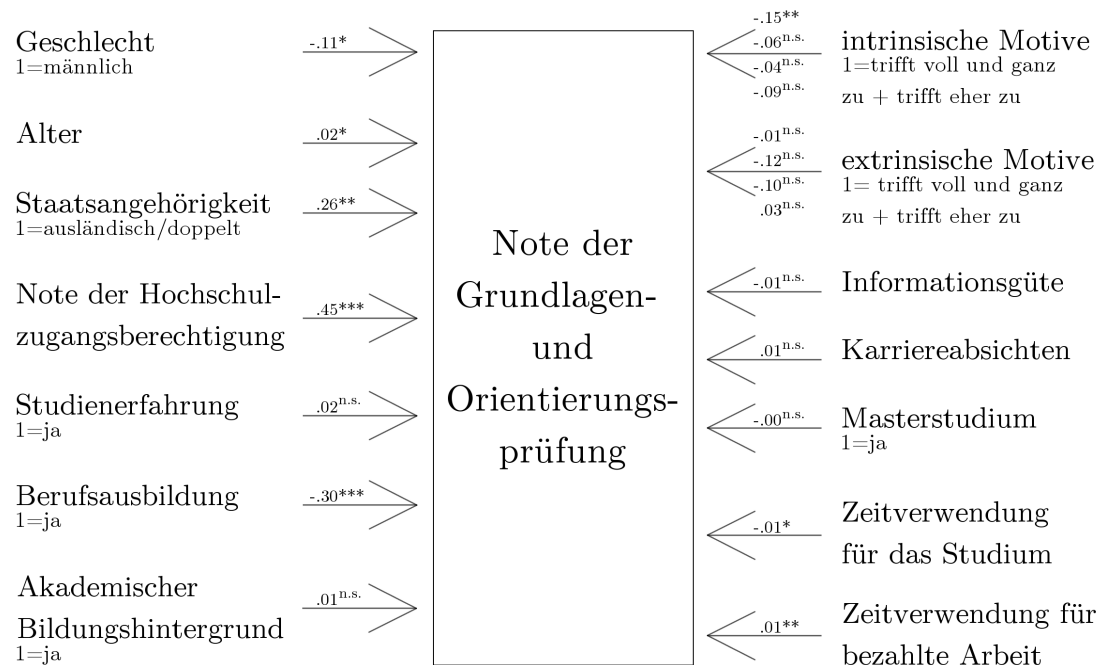 Geschlecht
1=männlich
-.11*
Alter
.02*
Staatsangehörigkeit
1=ausländisch/doppelt
.26**
Note der Hochschul-
zugangsberechtigung
.45***
Studienerfahrung
1=ja
.02n.s.
Berufsausbildung
1=ja
-.30***
Akademischer
Bildungshintergrund
1=ja
.01n.s.
Note der
Grundlagen-
und
Orientierungs-
prüfung
-.15**
-.06n.s.
-.04n.s.
-.09n.s.
intrinsische Motive
1=trifft voll und ganz
zu + trifft eher zu
-.01n.s.
-.12n.s.
-.10n.s.
.03n.s.
extrinsische Motive
1= trifft voll und ganz
zu + trifft eher zu
-.01n.s.
Informationsgüte
.01n.s.
Karriereabsichten
-.00n.s.
Masterstudium
1=ja
-.01*
Zeitverwendung
für das Studium
.01**
Zeitverwendung für
bezahlte Arbeit